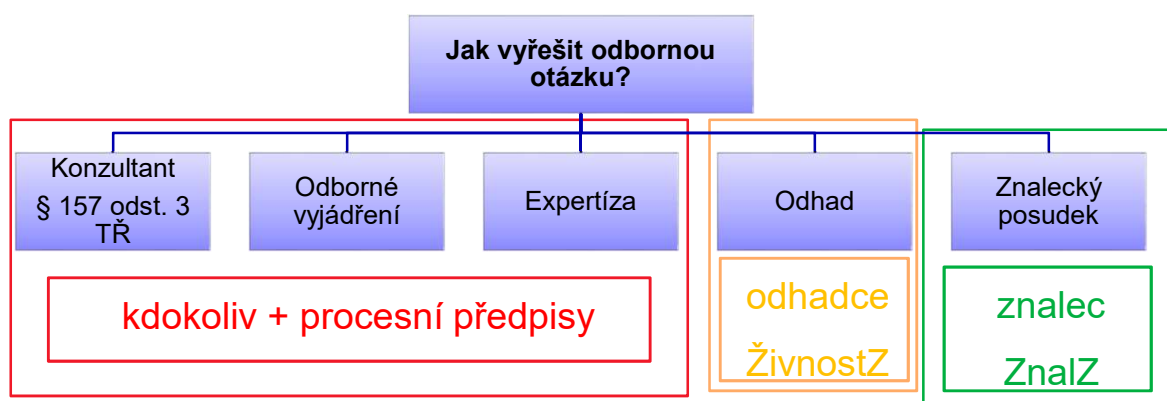 Jak vyřešit odbornou
otázku?
Konzultant
§ 157 odst. 3
TŘ
Odborné
vyjádření
Expertíza
Odhad
Znalecký
posudek
kdokoliv + procesní předpisy
odhadce
ŽivnostZ
znalec
ZnalZ